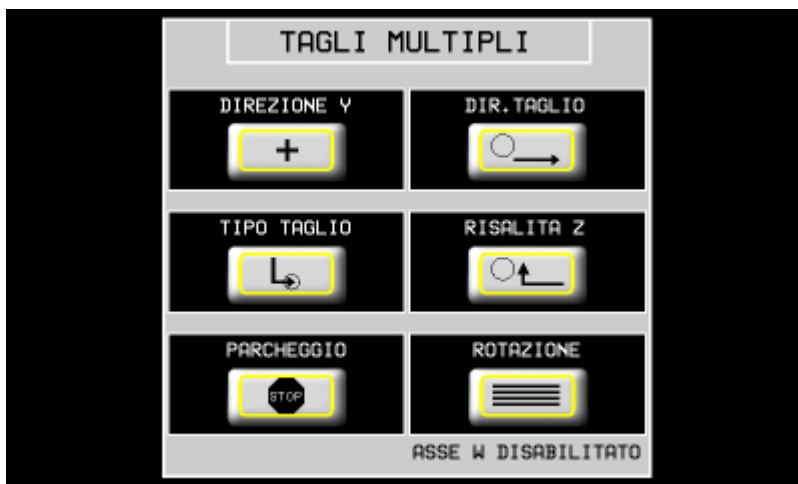 TAGLI MULTIPLI
DIREZIONE Y
DIR.TAGLIO
+
TIPO TAGLIO
RISALITA Z
PARCHEGGIO
ROTAZIONE
STOP
ASSE W DISABILITATO